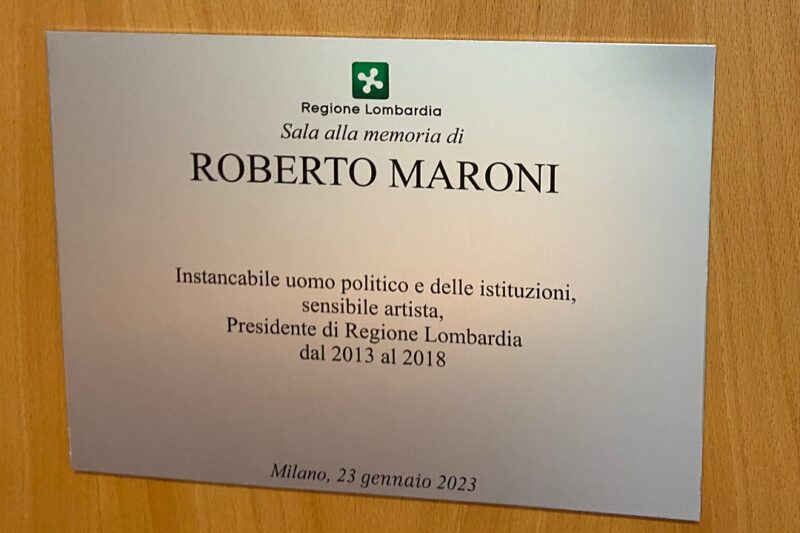 Regione Lombardia
Sala alla memoria di
ROBERTO MARONI
Instancabile uomo politico e delle istituzioni,
sensibile artista,
Presidente di Regione Lombardia
dal 2013 al 2018
Milano, 23 gennaio 2023